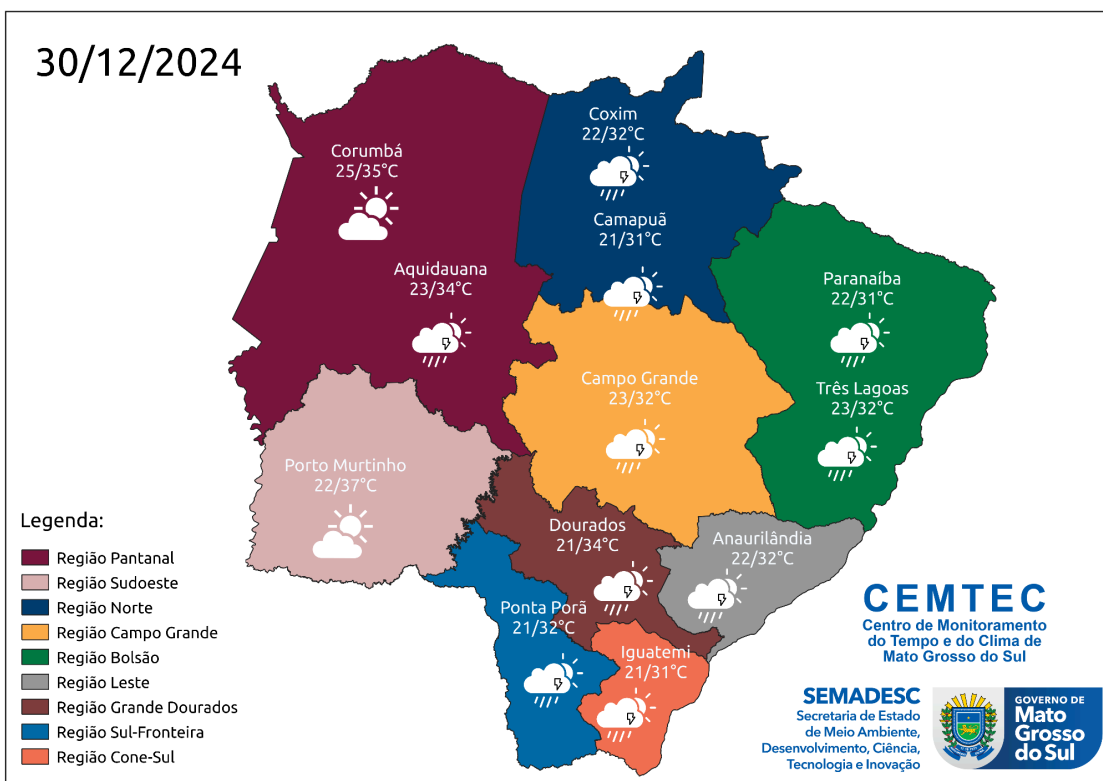 30/12/2024
Coxim
22/32°C
Corumbá
25/35°C
Camapuã
21/31°C
Aquidauana
23/34°C
Paranaíba
22/31°C
Campo Grande
23/32°C
Três Lagoas
23/32°C
Porto Murtinho
22/37°C
Dourados
21/34°C
Anaurilândia
22/32°C
Ponta Porã
21/32°C
Iguatemi
21/31°C
Legenda:
Região Pantanal
Região Sudoeste
Região Norte
Região Campo Grande
Região Bolsão
Região Leste
Região Grande Dourados
Região Sul-Fronteira
Região Cone-Sul
CEMTEC
Centro de Monitoramento
do Tempo e do Clima de
Mato Grosso do Sul
SEMADESC
Secretaria de Estado
de Meio Ambiente,
Desenvolvimento, Ciência,
Tecnologia e Inovação
GOVERNO DE
Mato
Grosso
do Sul